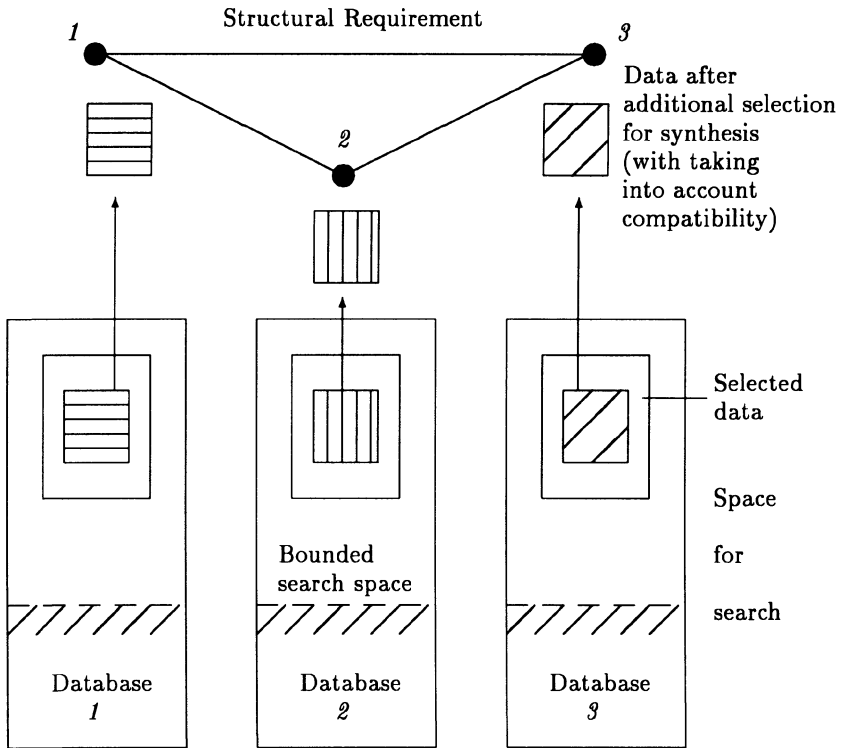 Structural Requirement
1
3
2
Data after
additional selection
for synthesis
(with taking
into account
compatibility)
Selected
data
Space
for
search
Bounded
search space
Database
1
Database
2
Database
3